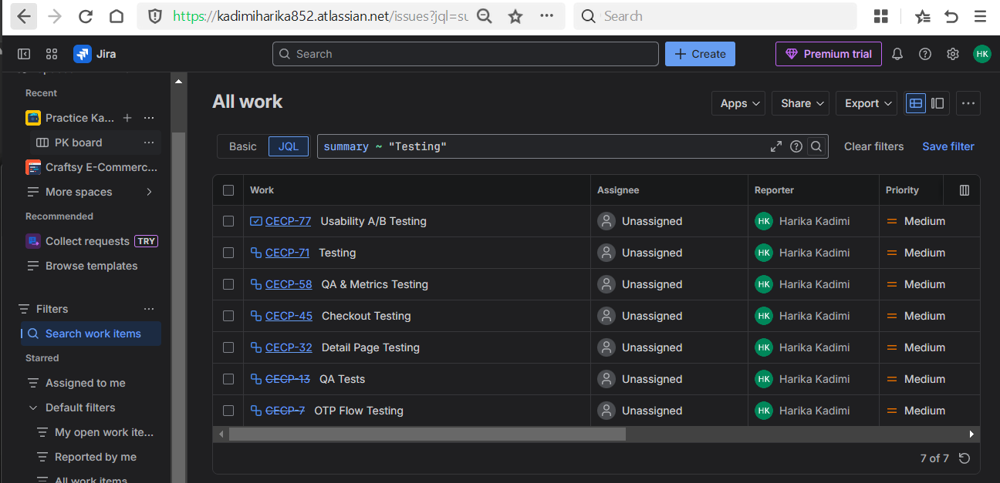 https://kadimiharika852.atlassian.net/issues?jql=su
Search
Jira
Search
Create
Premium trial
HK
Recent
Practice Ka...
PK board
Craftsy E-Commerc...
More spaces
Recommended
Collect requests TRY
Browse templates
Filters
Search work items
Starred
Assigned to me
Default filters
My open work ite...
Reported by me
All work items
All work
Apps
Share
Export
Basic
JQL
summary ~ "Testing"
Clear filters
Save filter
Work Assignee Reporter Priority
CECP-77 Usability A/B Testing Unassigned HK Harika Kadimi Medium
CECP-71 Testing Unassigned HK Harika Kadimi Medium
CECP-58 QA & Metrics Testing Unassigned HK Harika Kadimi Medium
CECP-45 Checkout Testing Unassigned HK Harika Kadimi Medium
CECP-32 Detail Page Testing Unassigned HK Harika Kadimi Medium
CECP-13 QA Tests Unassigned HK Harika Kadimi Medium
CECP-7 OTP Flow Testing Unassigned HK Harika Kadimi Medium
7 of 7